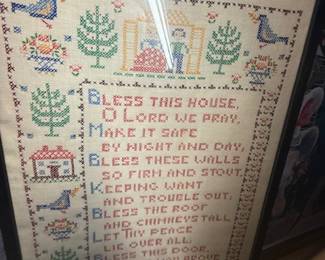 BLESS THIS HOUSE,
O LORD WE PRAY,
MAKE IT SAFE
BY NIGHT AND DAY,
BLESS THESE WALLS
SO FIRM AND STOUT,
KEEPING WANT
AND TROUBLE OUT,
BLESS THE ROOF
AND CHIMNEYS TALL
LET THY PEACE
LIE OVER ALL,
BLESS THIS DOOR,